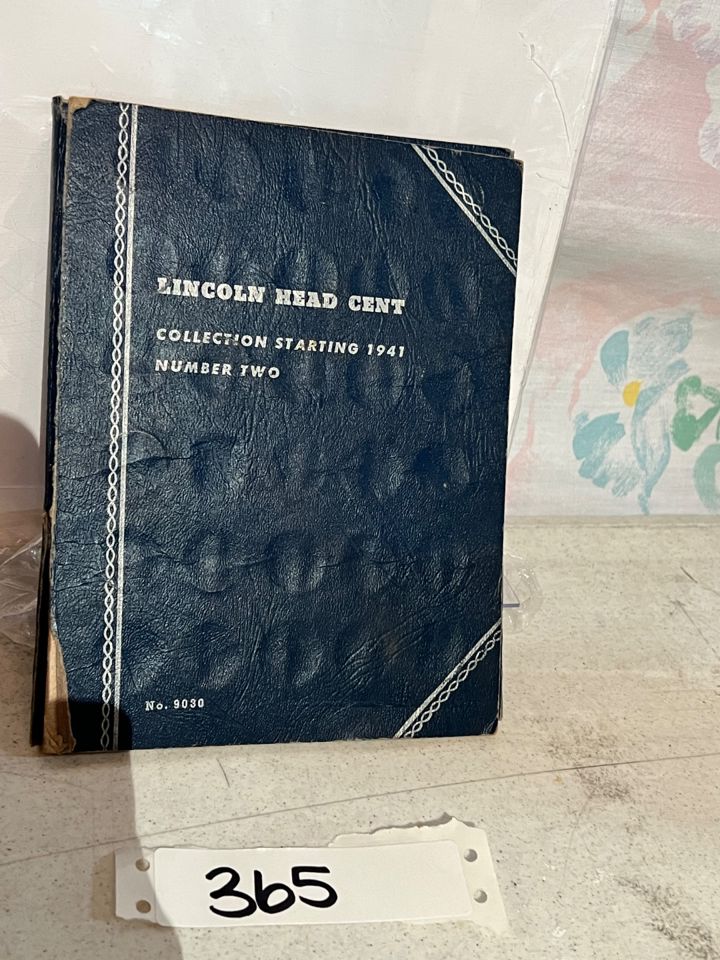 LINCOLN HEAD CENT
COLLECTION STARTING 1941
NUMBER TWO
No. 9030
365